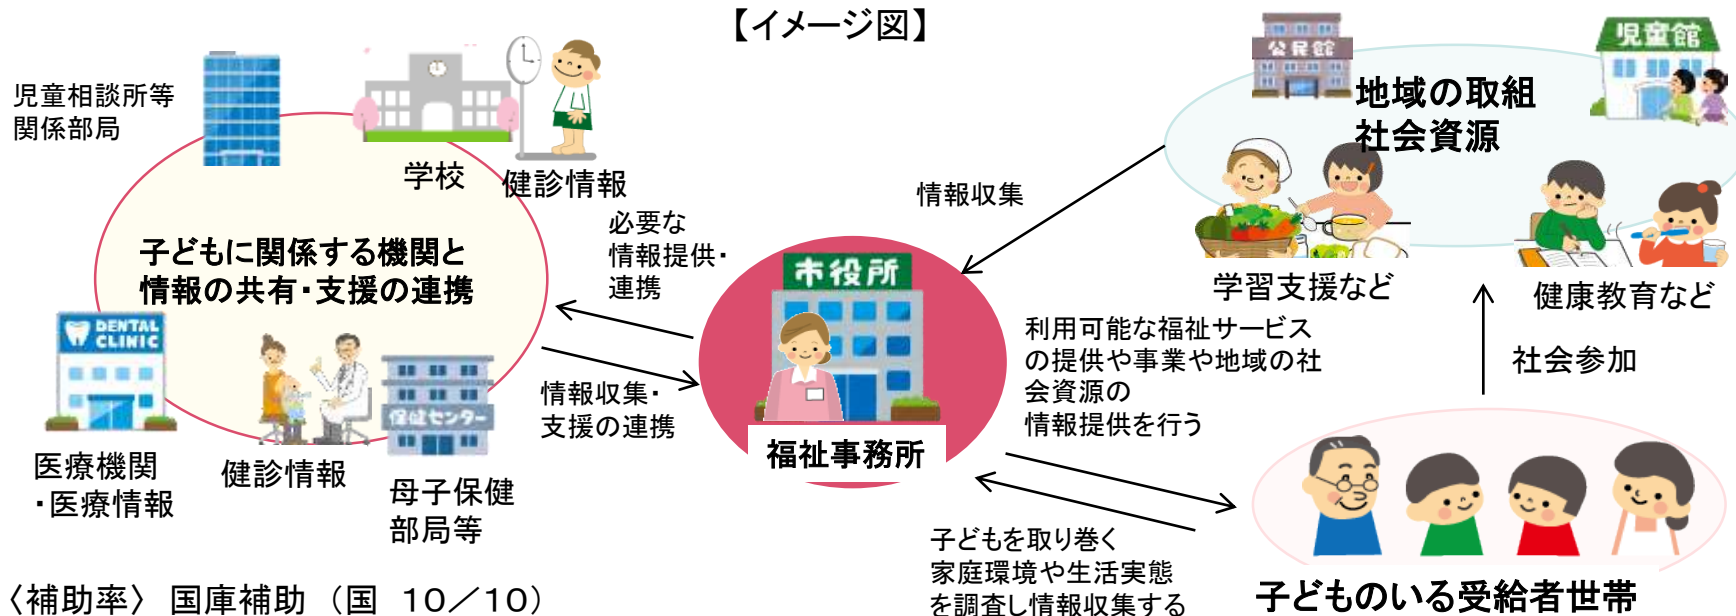 【イメージ図】
児童相談所等
関係部局
学校
健診情報
子どもに関係する機関と
情報の共有・支援の連携
DENTAL
CLINIC
医療機関
・医療情報
健診情報
保健センター
母子保健
部局等
必要な
情報提供・
連携
情報収集・
支援の連携
市役所
福祉事務所
情報収集
公民館
児童館
地域の取組
社会資源
学習支援など
健康教育など
利用可能な福祉サービス
の提供や事業や地域の社
会資源の
情報提供を行う
社会参加
子どもを取り巻く
家庭環境や生活実態
を調査し情報収集する
子どものいる受給者世帯
〈補助率〉 国庫補助 (国 10/10)